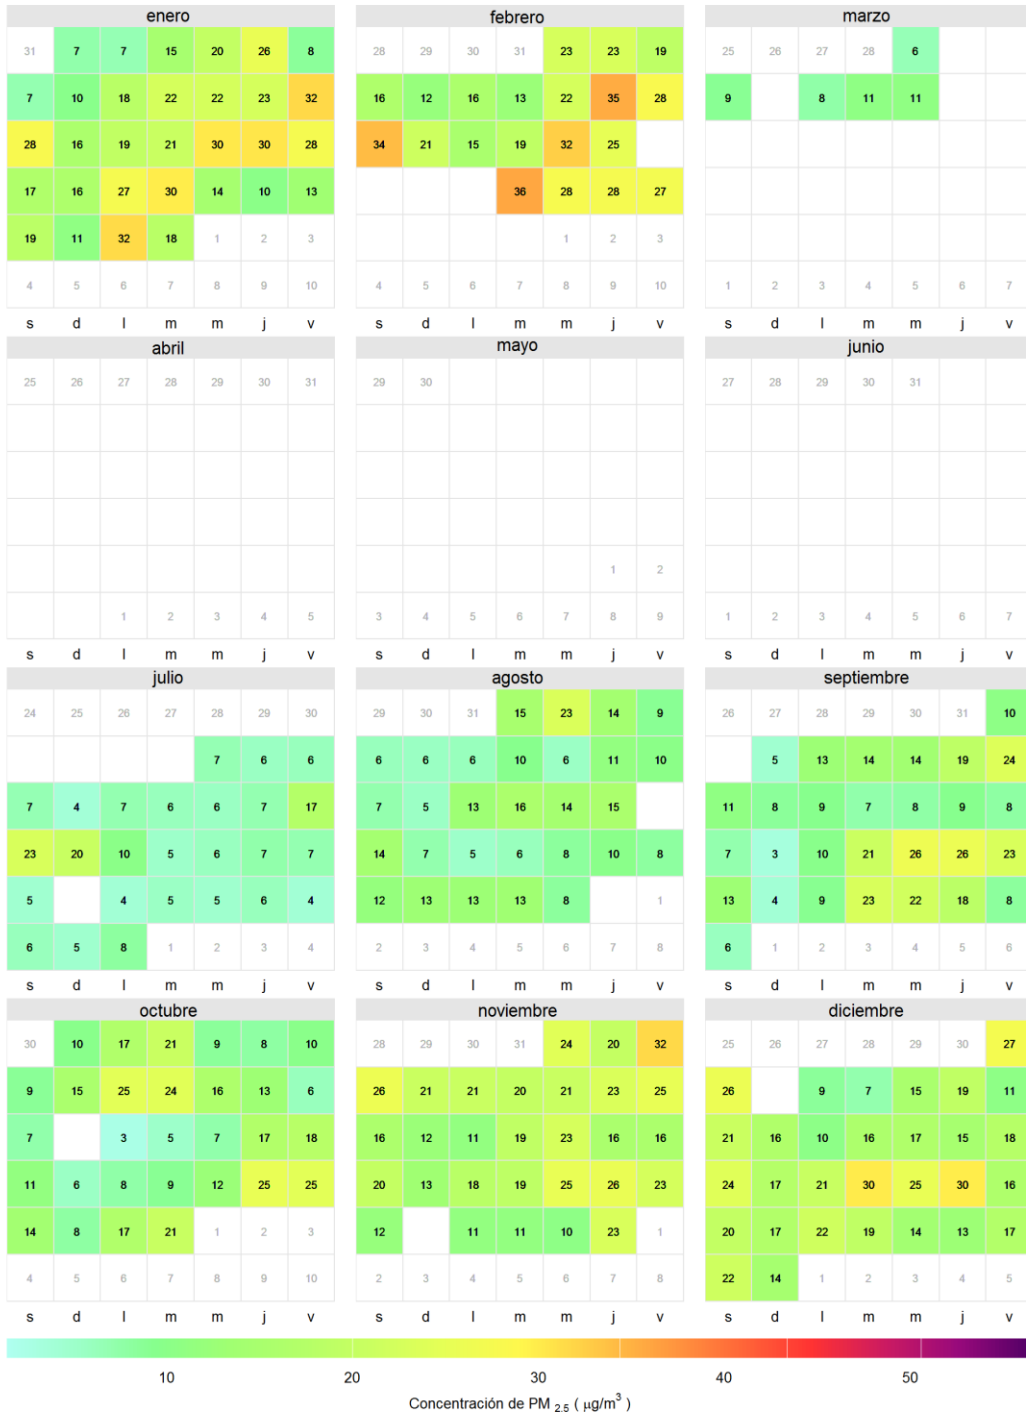 enero febrero marzo
31 7 7 15 20 26 8 28 29 30 31 23 23 19 25 26 27 28 6
7 10 18 22 22 23 32 16 12 16 13 22 35 28 9 8 11 11
28 16 19 21 30 30 28 34 21 15 19 32 25
17 16 27 30 14 10 13 36 28 28 27
19 11 32 18 1 2 3 1 2 3
4 5 6 7 8 9 10 4 5 6 7 8 9 10 1 2 3 4 5 6 7
s d l m m j v s d l m m j v s d l m m j v
abril mayo junio
25 26 27 28 29 30 31 29 30 27 28 29 30 31
1 2
1 2 3 4 5 3 4 5 6 7 8 9 1 2 3 4 5 6 7
s d l m m j v s d l m m j v s d l m m j v
julio agosto septiembre
24 25 26 27 28 29 30 29 30 31 15 23 14 9 26 27 28 29 30 31 10
7 6 6 6 6 6 10 6 11 10 5 13 14 14 19 24
7 4 7 6 6 7 17 7 5 13 16 14 15 11 8 9 7 8 9 8
23 20 10 5 6 7 7 14 7 5 6 8 10 8 7 3 10 21 26 26 23
5 4 5 5 6 4 12 13 13 13 8 1 13 4 9 23 22 18 8
6 5 8 1 2 3 4 2 3 4 5 6 7 8 6 1 2 3 4 5 6
s d l m m j v s d l m m j v s d l m m j v
octubre noviembre diciembre
30 10 17 21 9 8 10 28 29 30 31 24 20 32 25 26 27 28 29 30 27
9 15 25 24 16 13 6 26 21 21 20 21 23 25 26 9 7 15 19 11
7 3 5 7 17 18 16 12 11 19 23 16 16 21 16 10 16 17 15 18
11 6 8 9 12 25 25 20 13 18 19 25 26 23 24 17 21 30 25 30 16
14 8 17 21 1 2 3 12 11 11 10 23 1 20 17 22 19 14 13 17
4 5 6 7 8 9 10 2 3 4 5 6 7 8 22 14 1 2 3 4 5
s d l m m j v s d l m m j v s d l m m j v
10 20 30 40 50
Concentración de PM 2.5 ( μg/m³ )